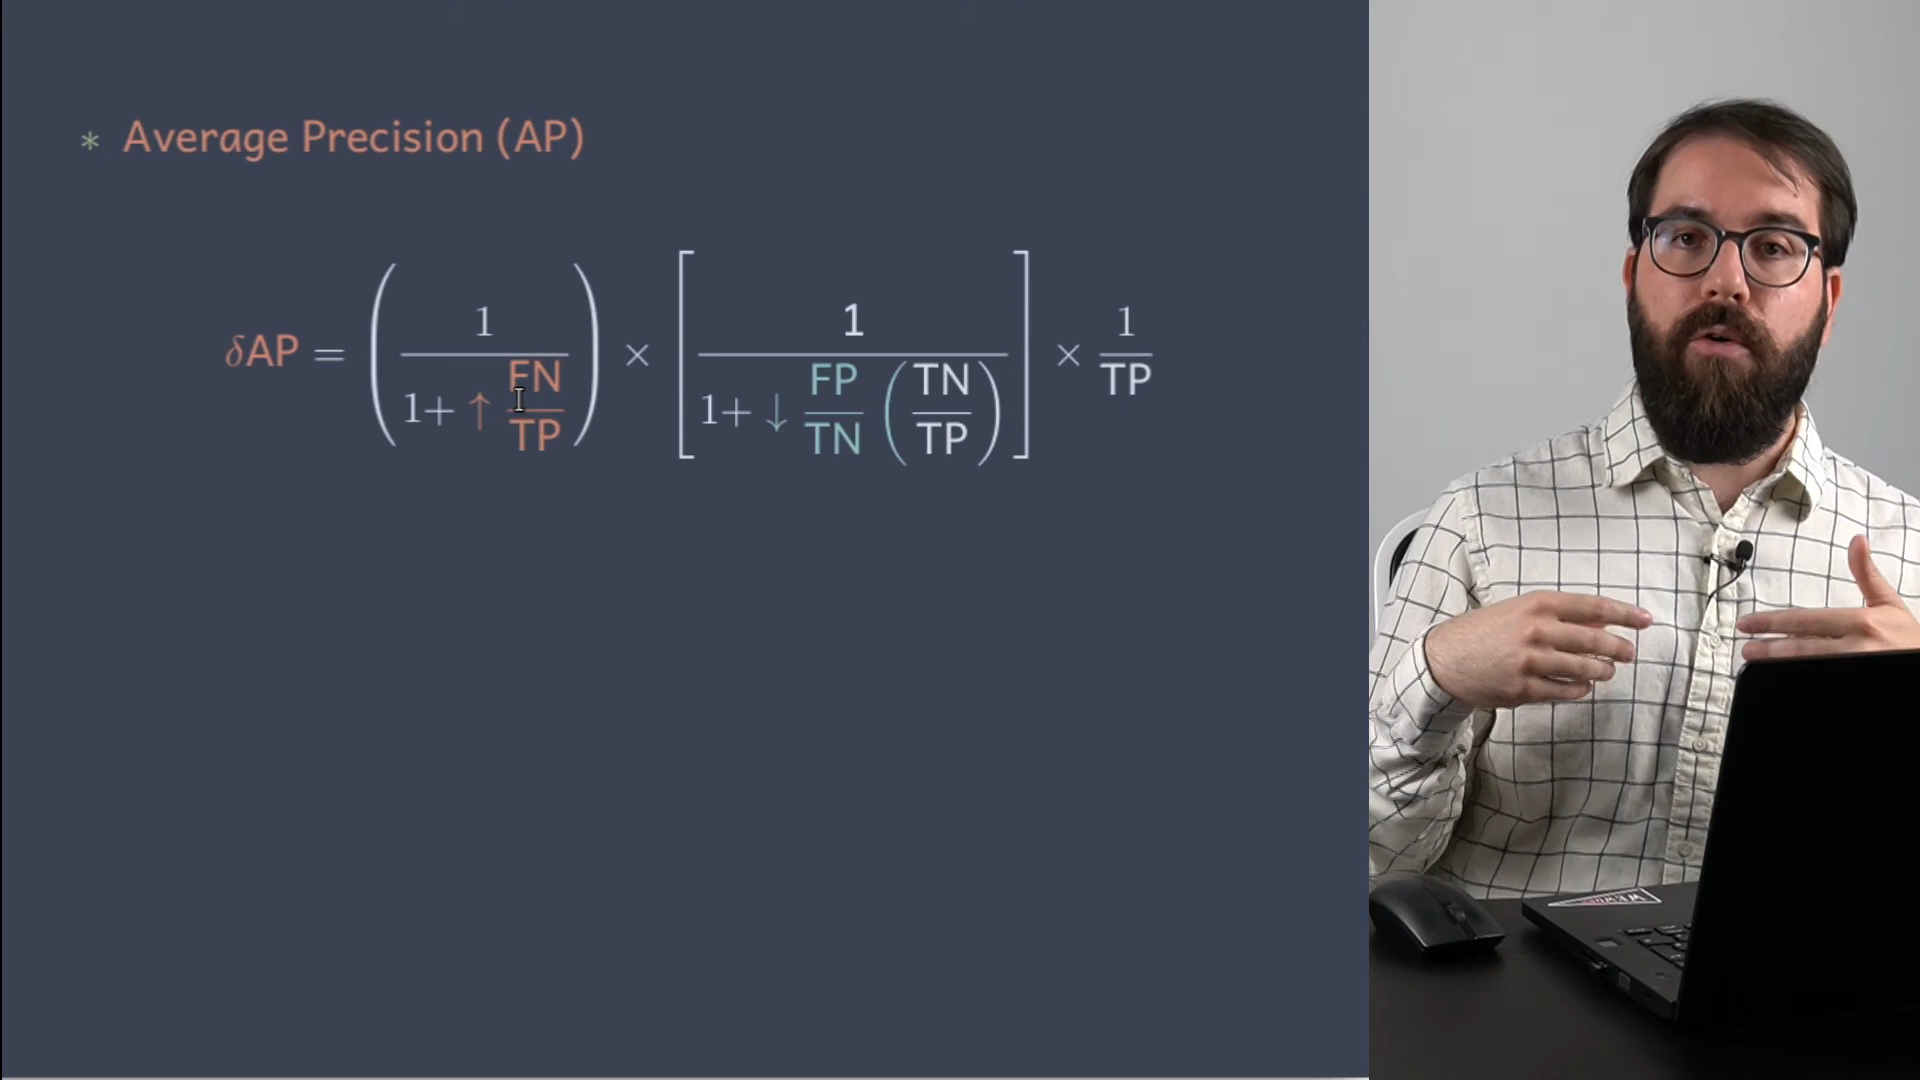 * Average Precision (AP)
δAP = ( 1 / (1+ ↑ FN/TP) ) × [ 1 / (1+ ↓ FP/TN (TN/TP)) ] × 1/TP